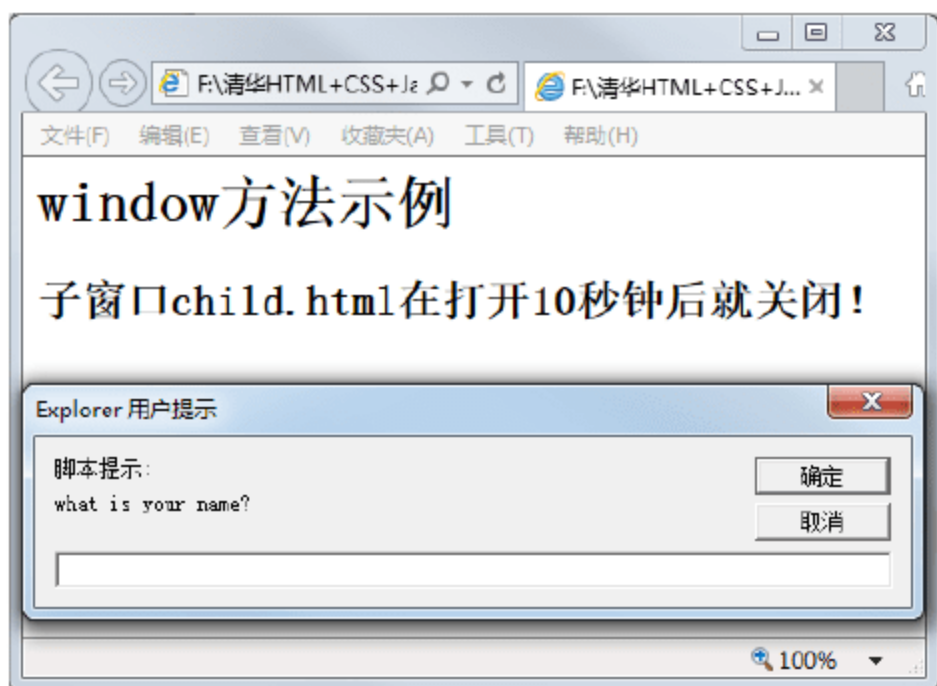 F:\清华HTML+CSS+Ja
F:\清华HTML+CSS+J...
文件(F) 编辑(E) 查看(V) 收藏夹(A) 工具(T) 帮助(H)
window方法示例
子窗口child.html在打开10秒钟后就关闭!
Explorer 用户提示
脚本提示:
确定
what is your name?
取消
100%